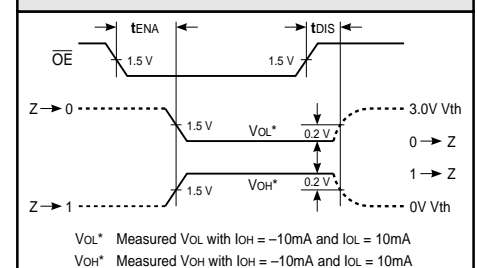 tENA tDIS
OE 1.5 V 1.5 V
Z → 0 3.0V Vth
1.5 V VOL* 0.2 V
0 → Z
1 → Z
1.5 V VOH* 0.2 V
Z → 1 0V Vth
VOL* Measured VOL with IOH = –10mA and IOL = 10mA
VOH* Measured VOH with IOH = –10mA and IOL = 10mA